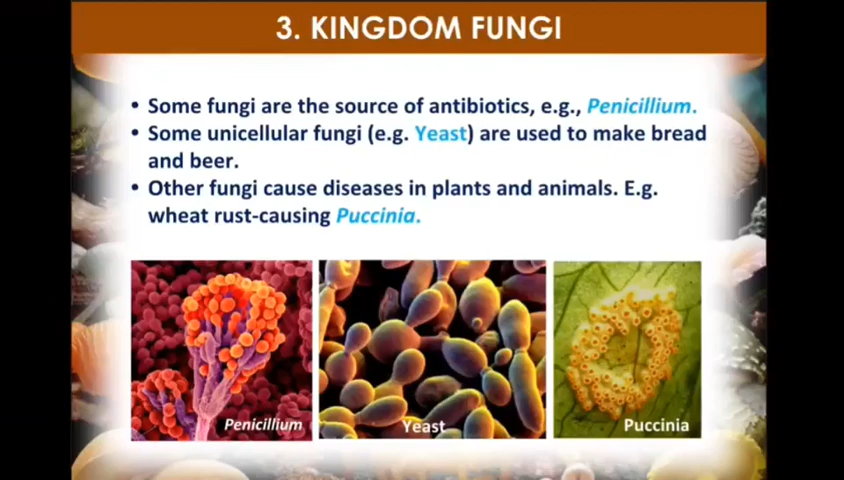 3. KINGDOM FUNGI
• Some fungi are the source of antibiotics, e.g., Penicillium.
• Some unicellular fungi (e.g. Yeast) are used to make bread
and beer.
• Other fungi cause diseases in plants and animals. E.g.
wheat rust-causing Puccinia.
Penicillium
Yeast
Puccinia